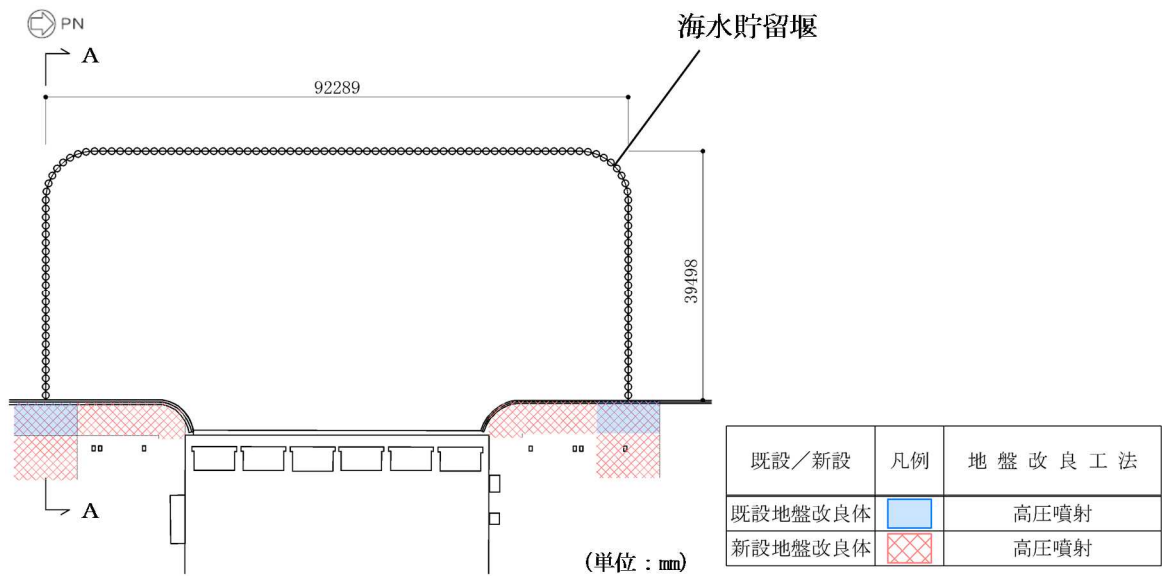 PN
A
海水貯留堰
92289
39498
A
(単位：mm)
既設／新設 凡例 地盤改良工法
既設地盤改良体 高圧噴射
新設地盤改良体 高圧噴射